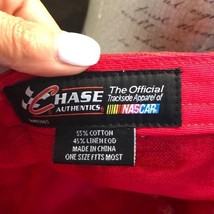 CHASE
AUTHENTICS
The Official
Trackside Apparel of
NASCAR
55% COTTON
45% LINEN EOD
MADE IN CHINA
ONE SIZE FITS MOST